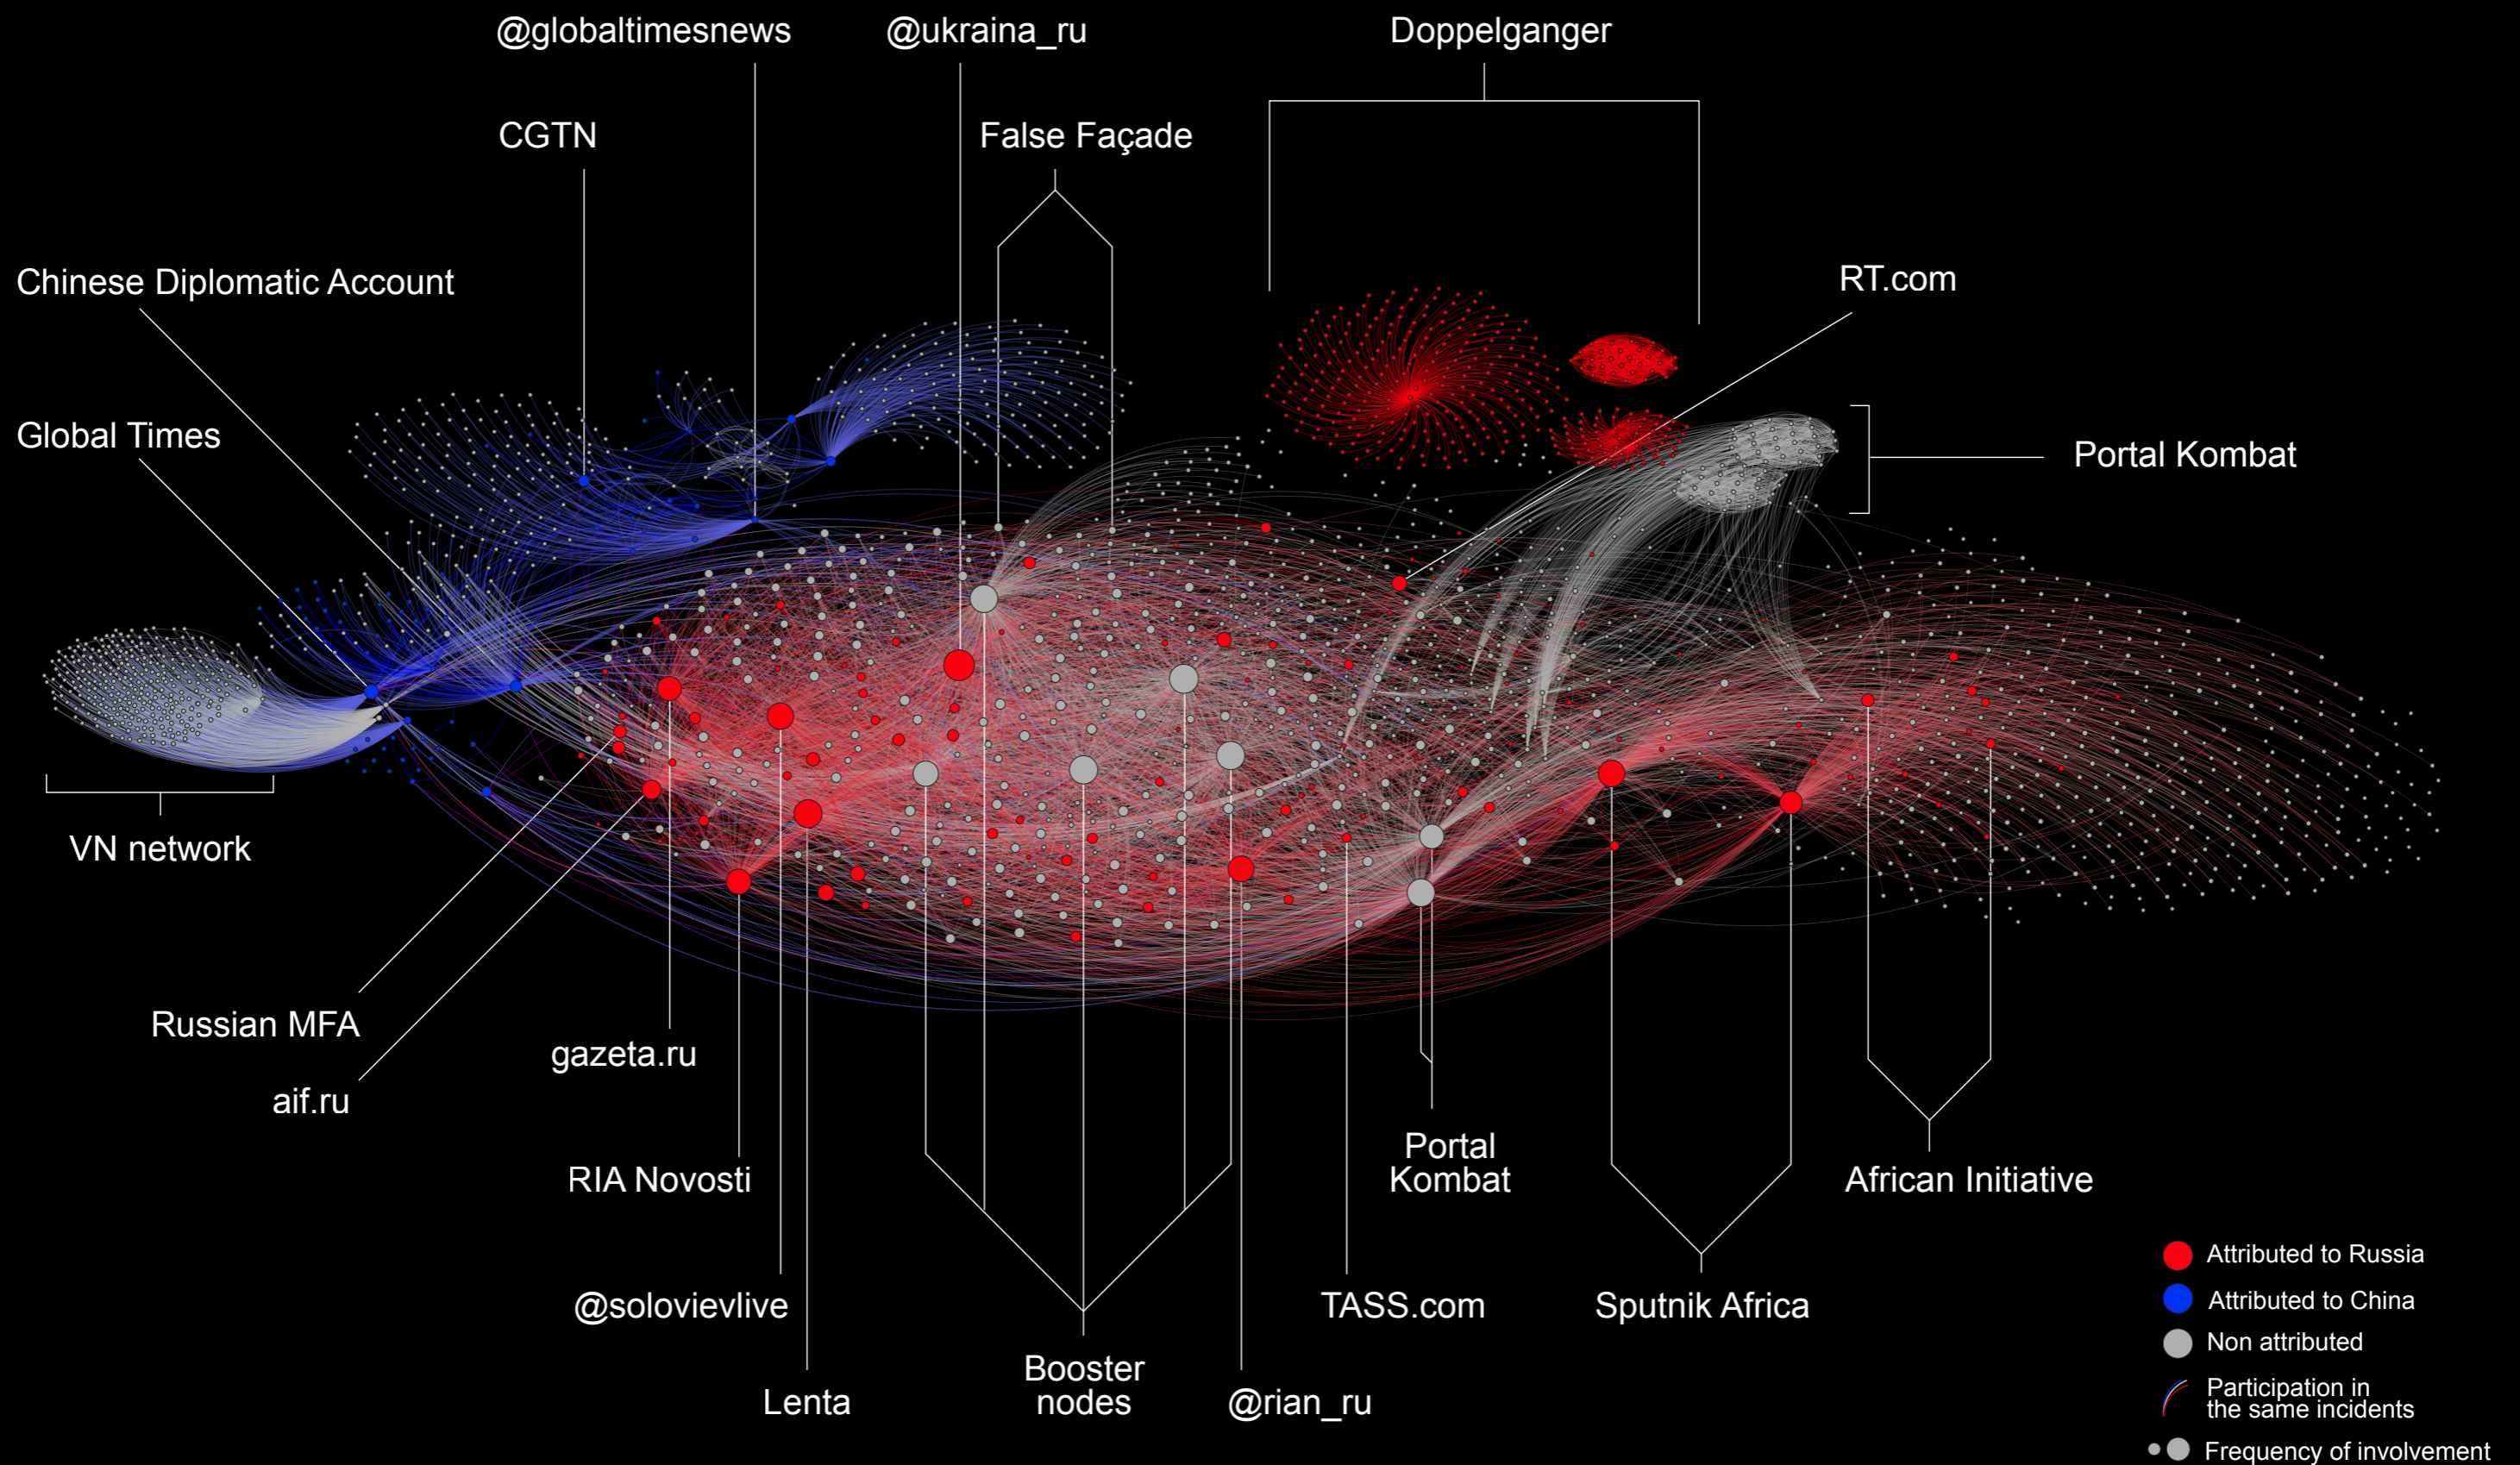 @globaltimesnews
@ukraina_ru
Doppelganger
CGTN
False Façade
Chinese Diplomatic Account
RT.com
Global Times
Portal Kombat
VN network
Russian MFA
gazeta.ru
aif.ru
RIA Novosti
Portal
Kombat
African Initiative
@solovievlive
TASS.com
Sputnik Africa
Booster
nodes
Lenta
@rian_ru
Attributed to Russia
Attributed to China
Non attributed
Participation in
the same incidents
Frequency of involvement